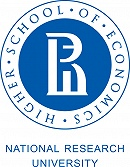 HIGHER · SCHOOL · OF · ECONOMICS ·
NATIONAL RESEARCH
UNIVERSITY